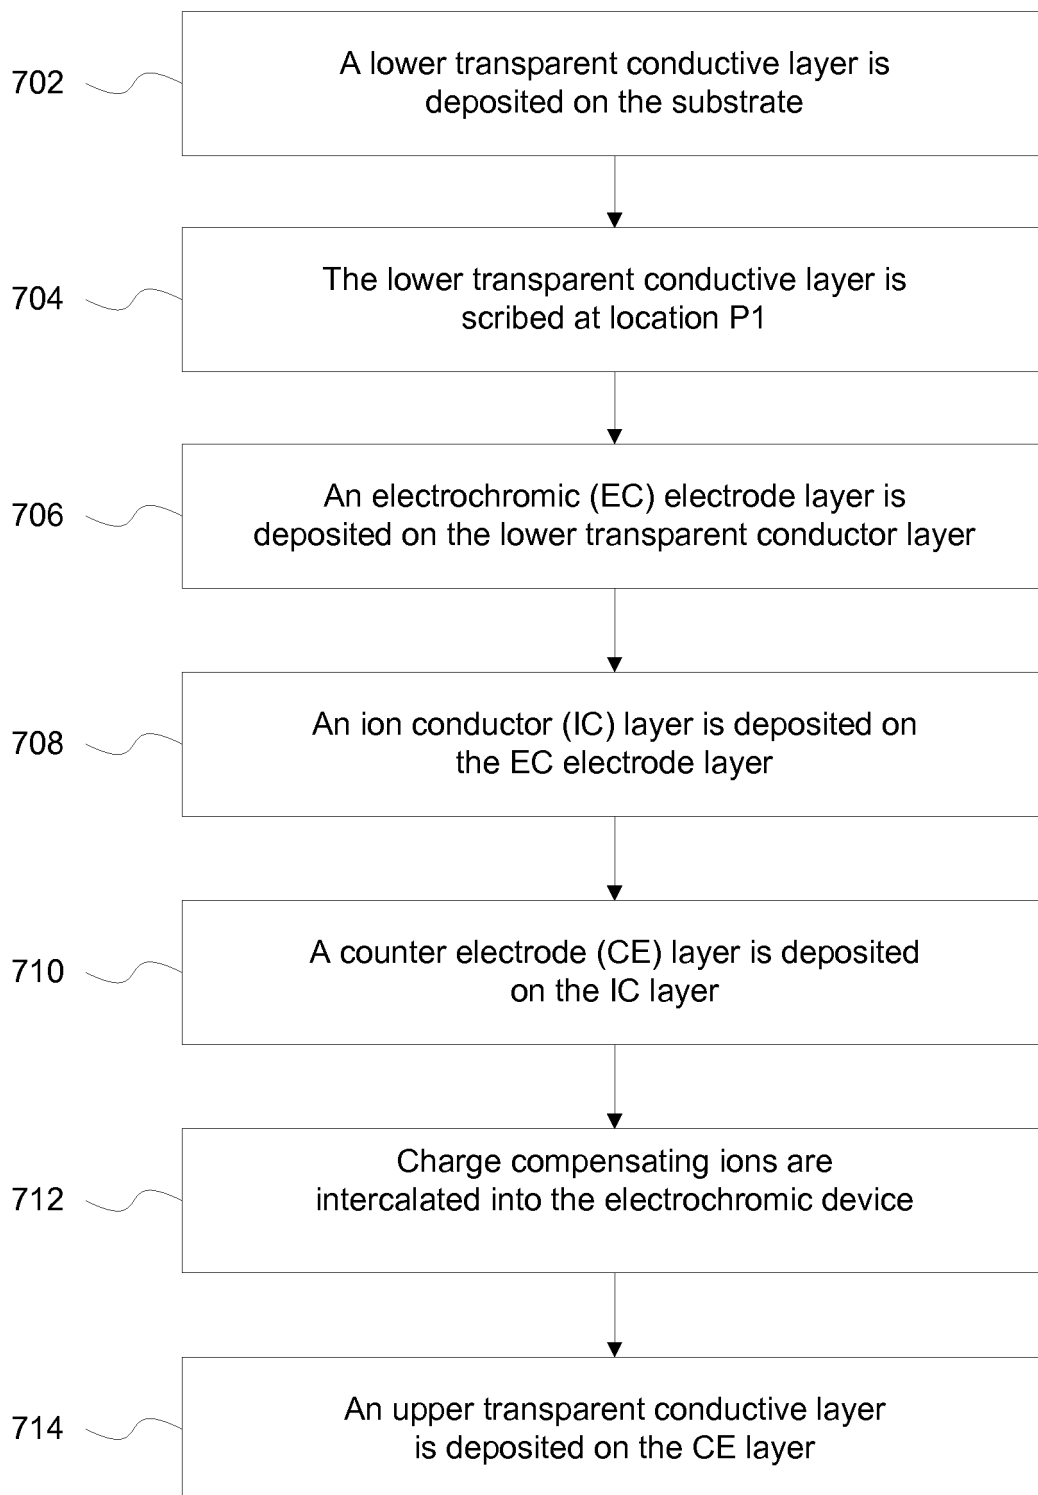 702
A lower transparent conductive layer is
deposited on the substrate
704
The lower transparent conductive layer is
scribed at location P1
706
An electrochromic (EC) electrode layer is
deposited on the lower transparent conductor layer
708
An ion conductor (IC) layer is deposited on
the EC electrode layer
710
A counter electrode (CE) layer is deposited
on the IC layer
712
Charge compensating ions are
intercalated into the electrochromic device
714
An upper transparent conductive layer
is deposited on the CE layer